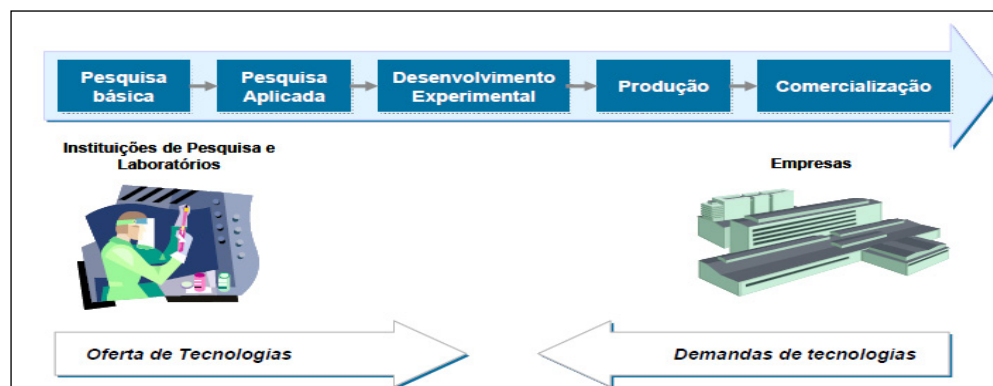 Pesquisa
básica
Pesquisa
Aplicada
Desenvolvimento
Experimental
Produção
Comercialização
Instituições de Pesquisa e
Laboratórios
Empresas
Oferta de Tecnologias
Demandas de tecnologias